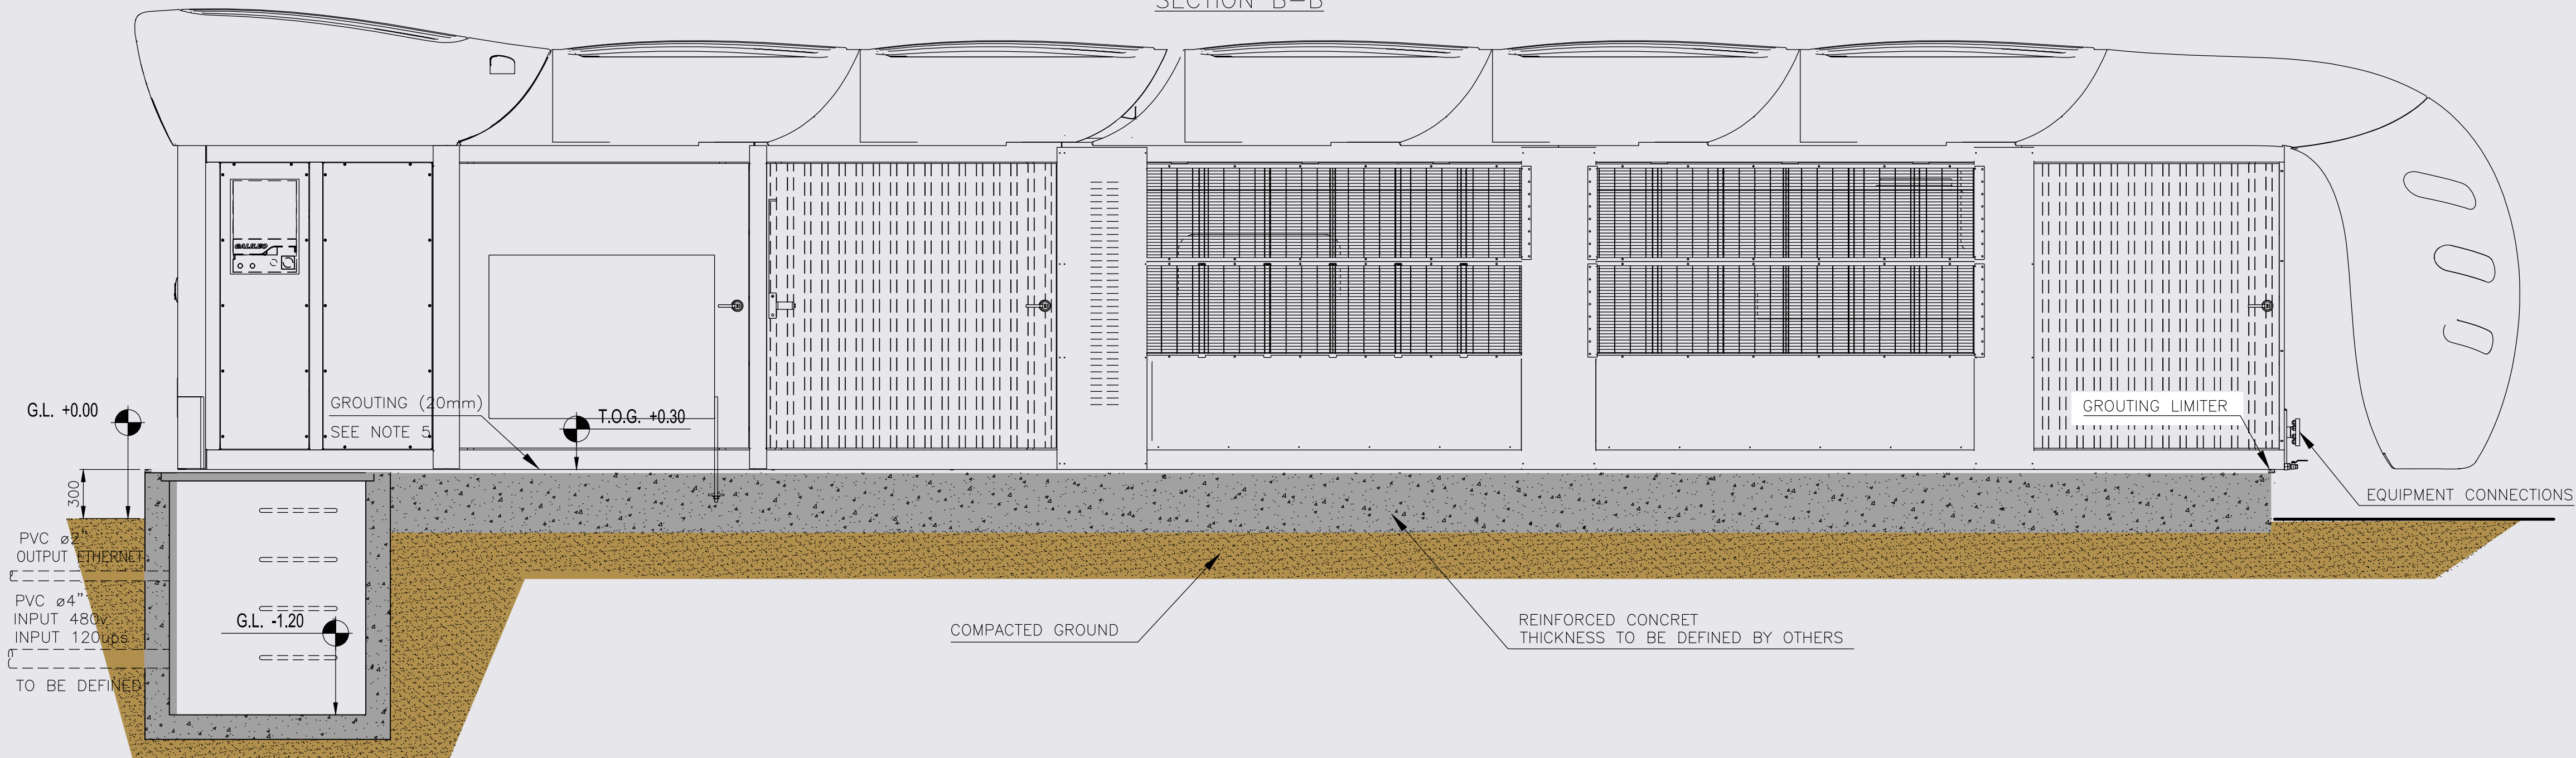 SECTION B-B
GALILEO
G.L. +0.00
GROUTING (20mm)
SEE NOTE 5
T.O.G. +0.30
GROUTING LIMITER
300
EQUIPMENT CONNECTIONS
PVC ø2"
OUTPUT ETHERNET
PVC ø4"
INPUT 480v
INPUT 120ups
TO BE DEFINED
G.L. -1.20
COMPACTED GROUND
REINFORCED CONCRET
THICKNESS TO BE DEFINED BY OTHERS